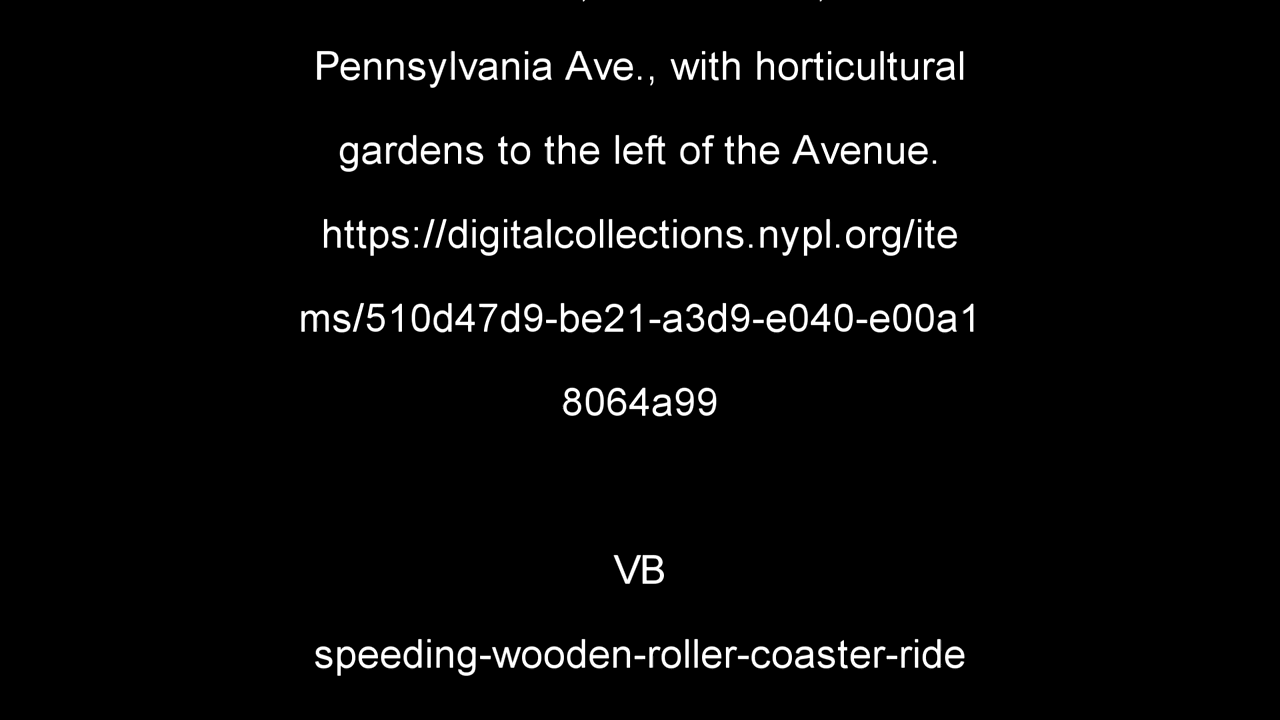 Pennsylvania Ave., with horticultural
gardens to the left of the Avenue.
https://digitalcollections.nypl.org/ite
ms/510d47d9-be21-a3d9-e040-e00a1
8064a99
VB
speeding-wooden-roller-coaster-ride